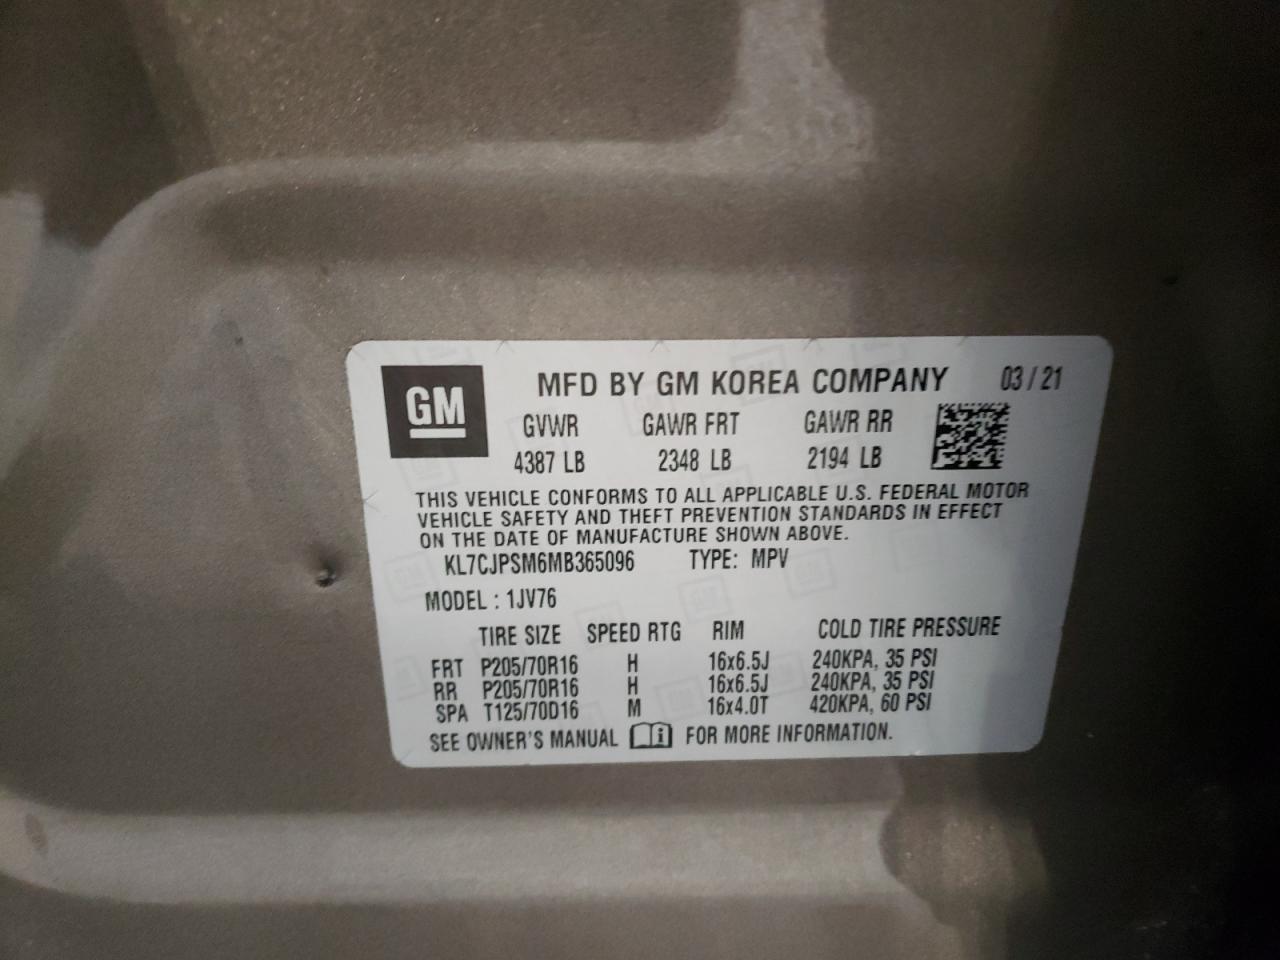 GM
MFD BY GM KOREA COMPANY 03/21
GVWR GAWR FRT GAWR RR
4387 LB 2348 LB 2194 LB
THIS VEHICLE CONFORMS TO ALL APPLICABLE U.S. FEDERAL MOTOR
VEHICLE SAFETY AND THEFT PREVENTION STANDARDS IN EFFECT
ON THE DATE OF MANUFACTURE SHOWN ABOVE.
KL7CJPSM6MB365096 TYPE: MPV
MODEL : 1JV76
TIRE SIZE SPEED RTG RIM COLD TIRE PRESSURE
FRT P205/70R16 H 16x6.5J 240KPA, 35 PSI
RR P205/70R16 H 16x6.5J 240KPA, 35 PSI
SPA T125/70D16 M 16x4.0T 420KPA, 60 PSI
SEE OWNER'S MANUAL FOR MORE INFORMATION.